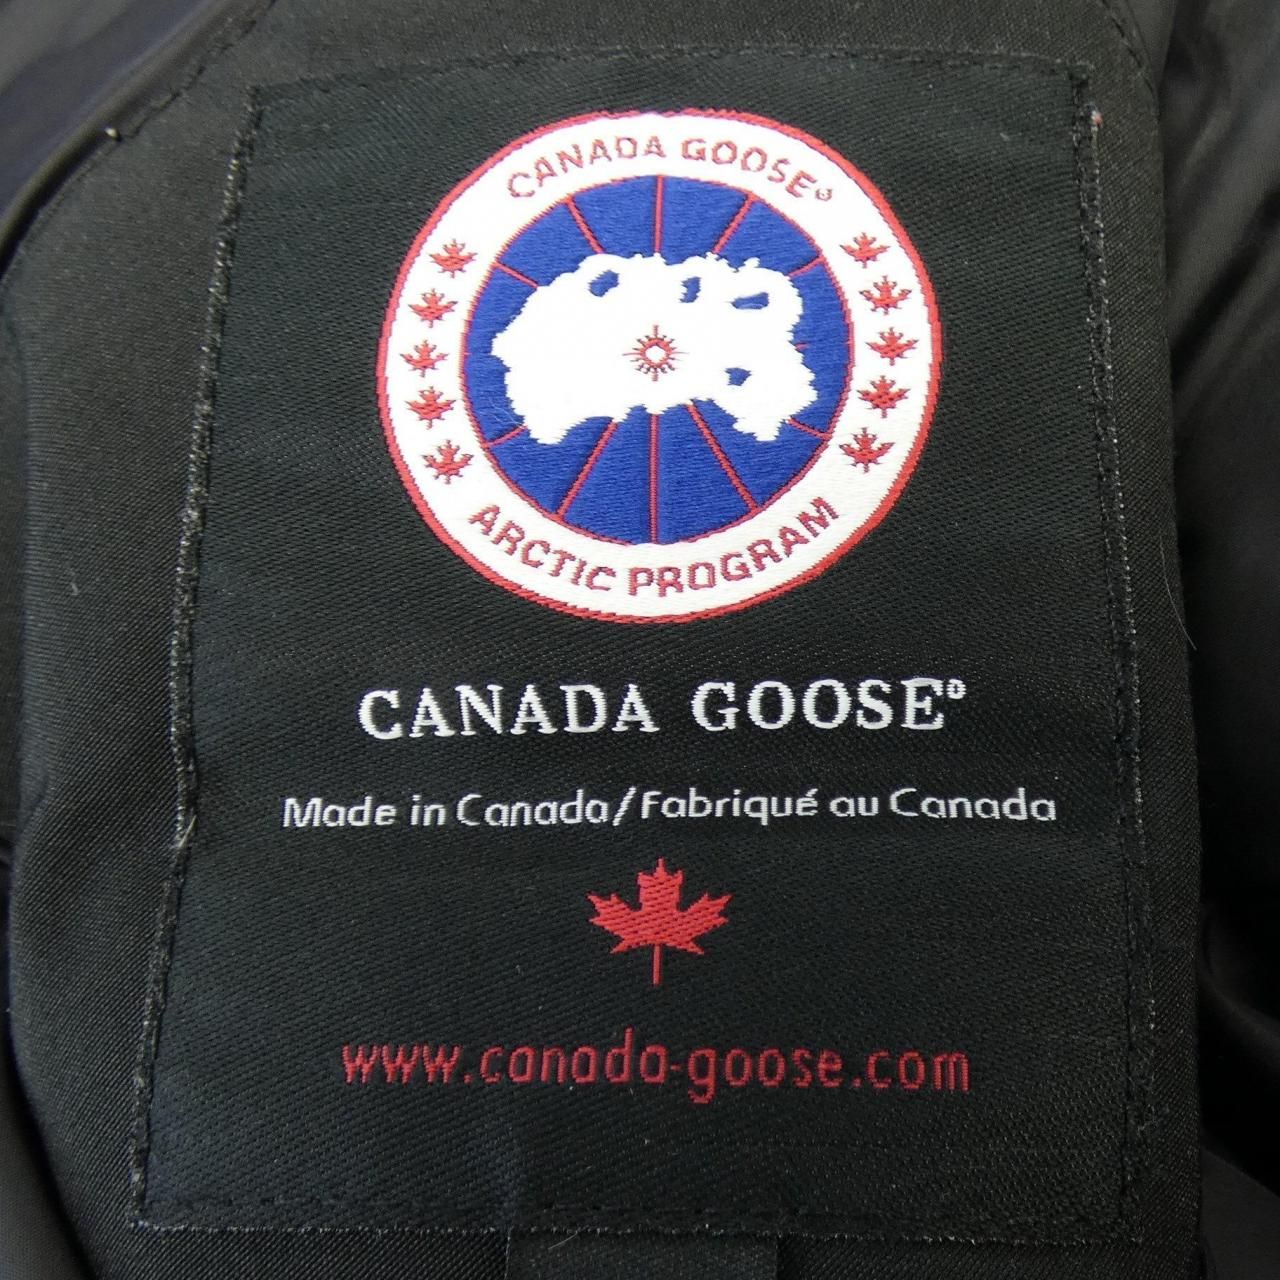 CANADA GOOSE®
ARCTIC PROGRAM
CANADA GOOSE®
Made in Canada/Fabriqué au Canada
www.canada-goose.com